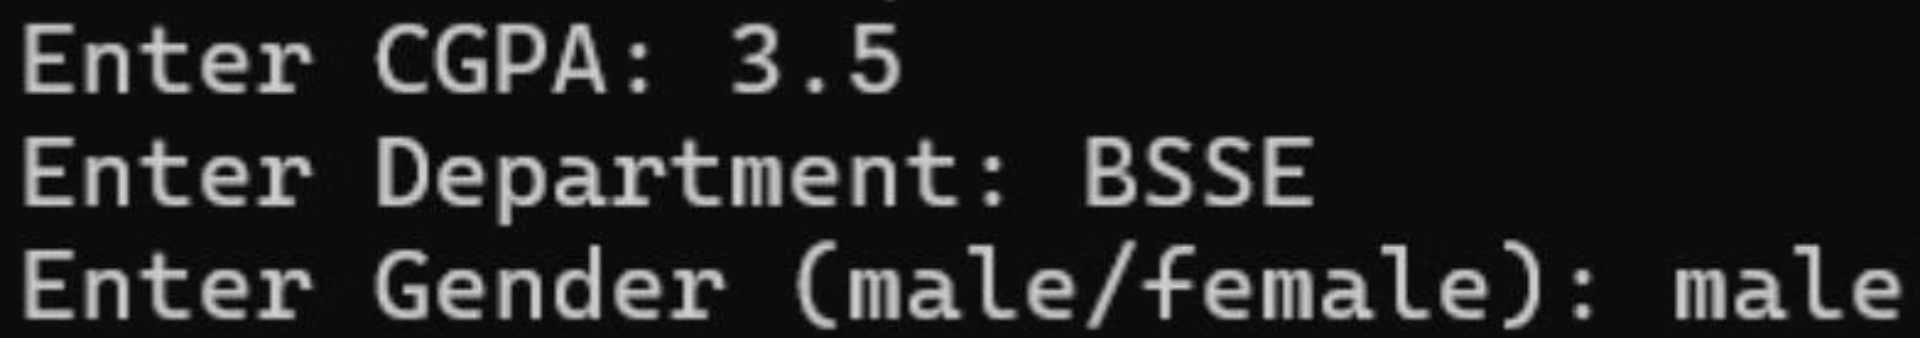 Enter CGPA: 3.5
Enter Department: BSSE
Enter Gender (male/female): male